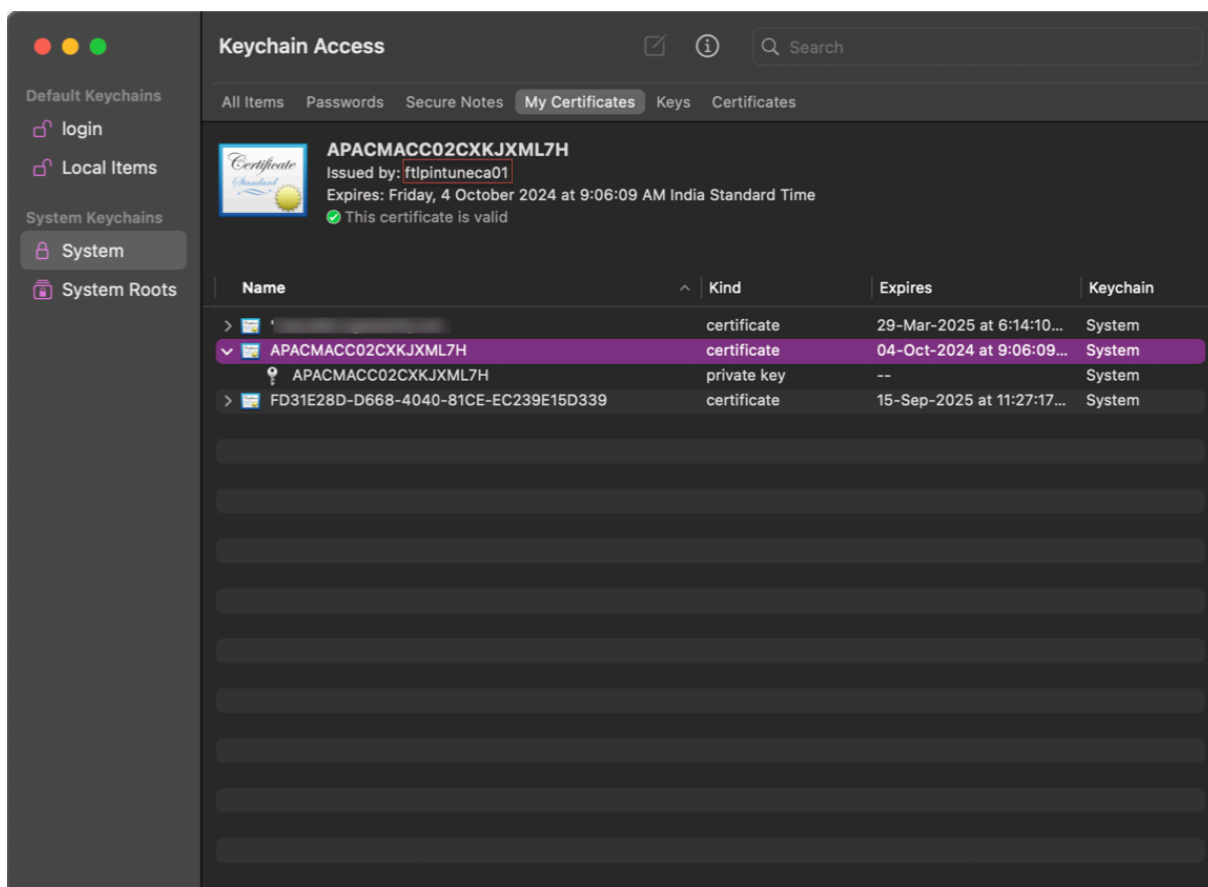 Keychain Access
Search
Default Keychains
login
Local Items
System Keychains
System
System Roots
All Items Passwords Secure Notes My Certificates Keys Certificates
Certificate
Standard
APACMACC02CXKJXML7H
Issued by: ftlpintuneca01
Expires: Friday, 4 October 2024 at 9:06:09 AM India Standard Time
This certificate is valid
Name Kind Expires Keychain
certificate 29-Mar-2025 at 6:14:10... System
APACMACC02CXKJXML7H certificate 04-Oct-2024 at 9:06:09... System
APACMACC02CXKJXML7H private key -- System
FD31E28D-D668-4040-81CE-EC239E15D339 certificate 15-Sep-2025 at 11:27:17... System